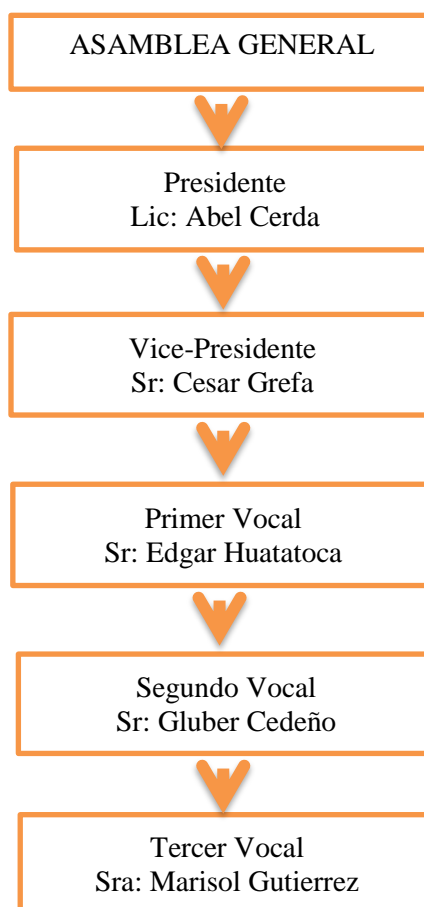 ASAMBLEA GENERAL
Presidente
Lic: Abel Cerda
Vice-Presidente
Sr: Cesar Grefa
Primer Vocal
Sr: Edgar Huatatoca
Segundo Vocal
Sr: Gluber Cedeño
Tercer Vocal
Sra: Marisol Gutierrez